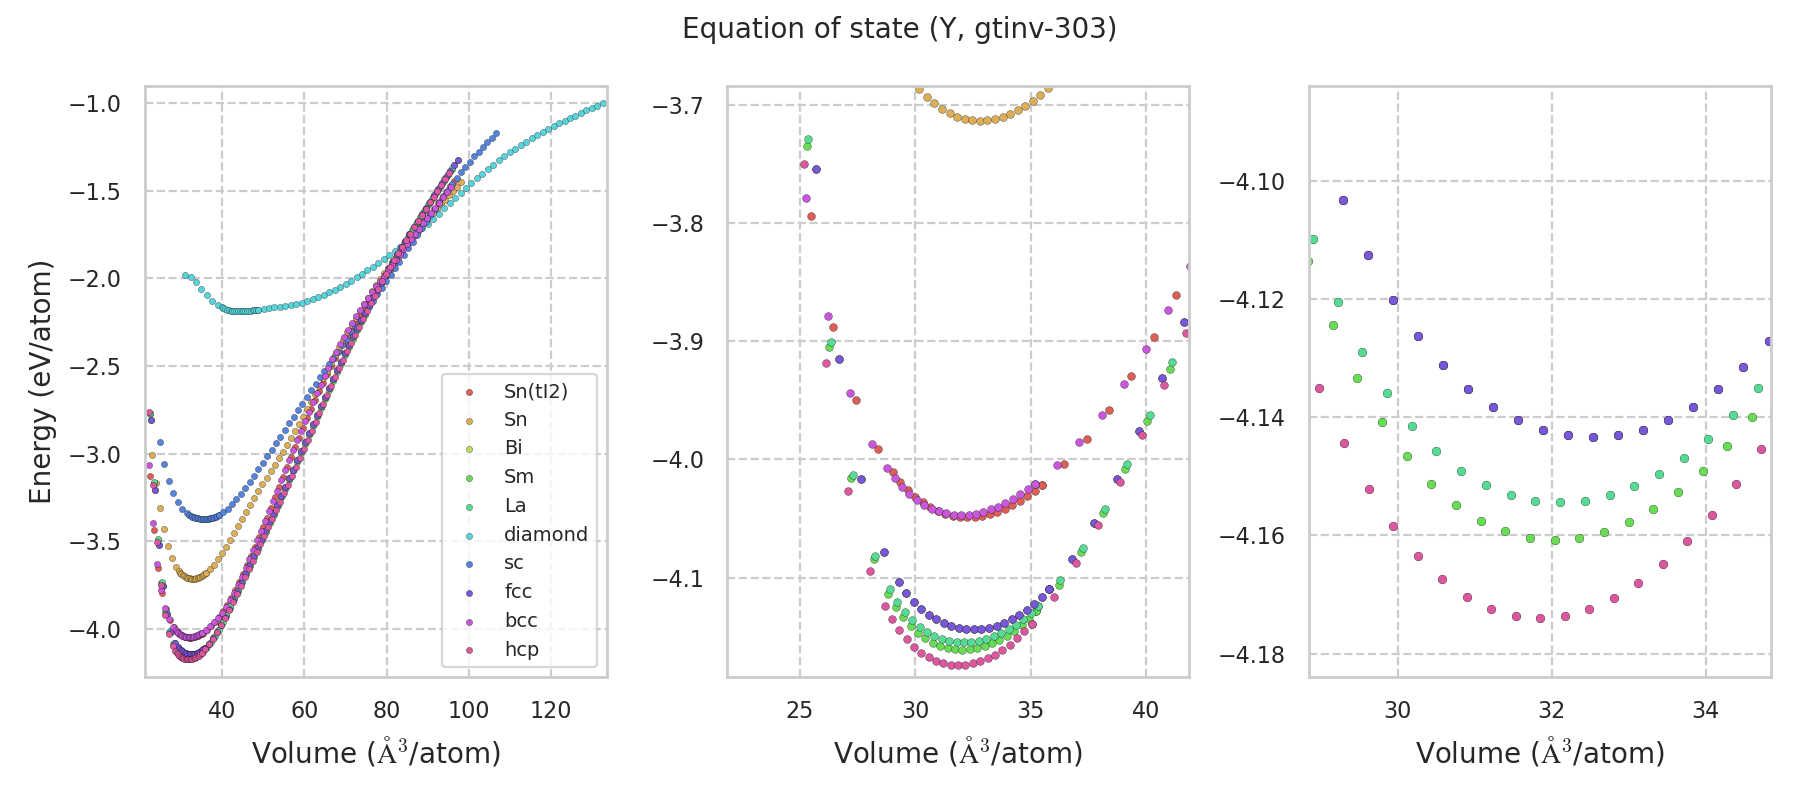 Equation of state (Y, gtinv-303)
Energy (eV/atom)
−1.0
−1.5
−2.0
−2.5
−3.0
−3.5
−4.0
40 60 80 100 120
Volume (Å³/atom)
Sn(tI2)
Sn
Bi
Sm
La
diamond
sc
fcc
bcc
hcp
−3.7
−3.8
−3.9
−4.0
−4.1
25 30 35 40
Volume (Å³/atom)
−4.10
−4.12
−4.14
−4.16
−4.18
30 32 34
Volume (Å³/atom)